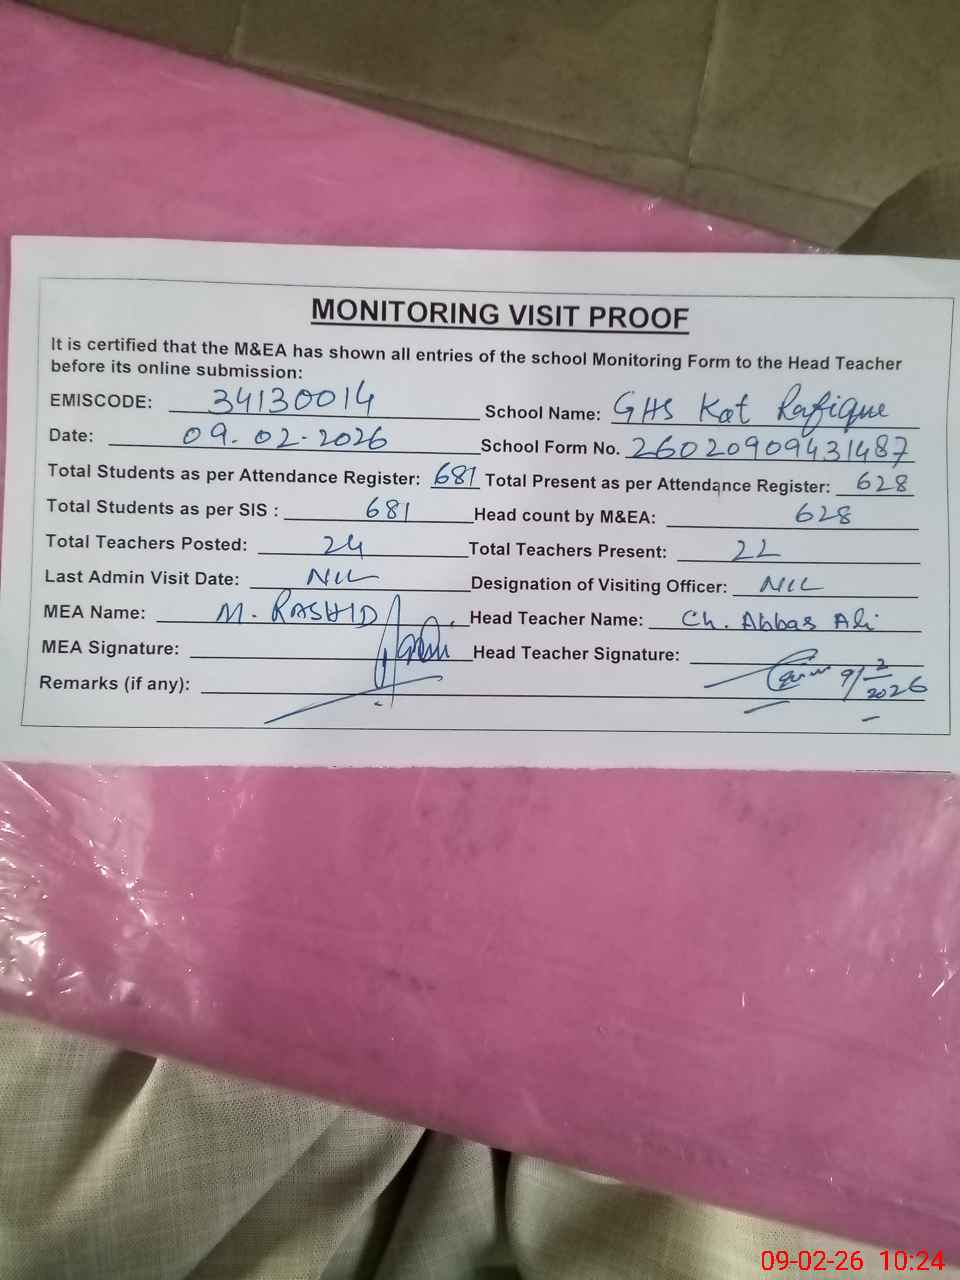 MONITORING VISIT PROOF
It is certified that the M&EA has shown all entries of the school Monitoring Form to the Head Teacher
before its online submission:
EMISCODE: 34130014 School Name: GHS Kot Rafique
Date: 09.02.2026 School Form No. 26020909431487
Total Students as per Attendance Register: 681 Total Present as per Attendance Register: 628
Total Students as per SIS : 681 Head count by M&EA: 628
Total Teachers Posted: 24 Total Teachers Present: 22
Last Admin Visit Date: NIL Designation of Visiting Officer: NIL
MEA Name: M. RASHID Head Teacher Name: Ch. Abbas Ali
MEA Signature: Head Teacher Signature:
Remarks (if any): 9/2/2026
09-02-26 10:24